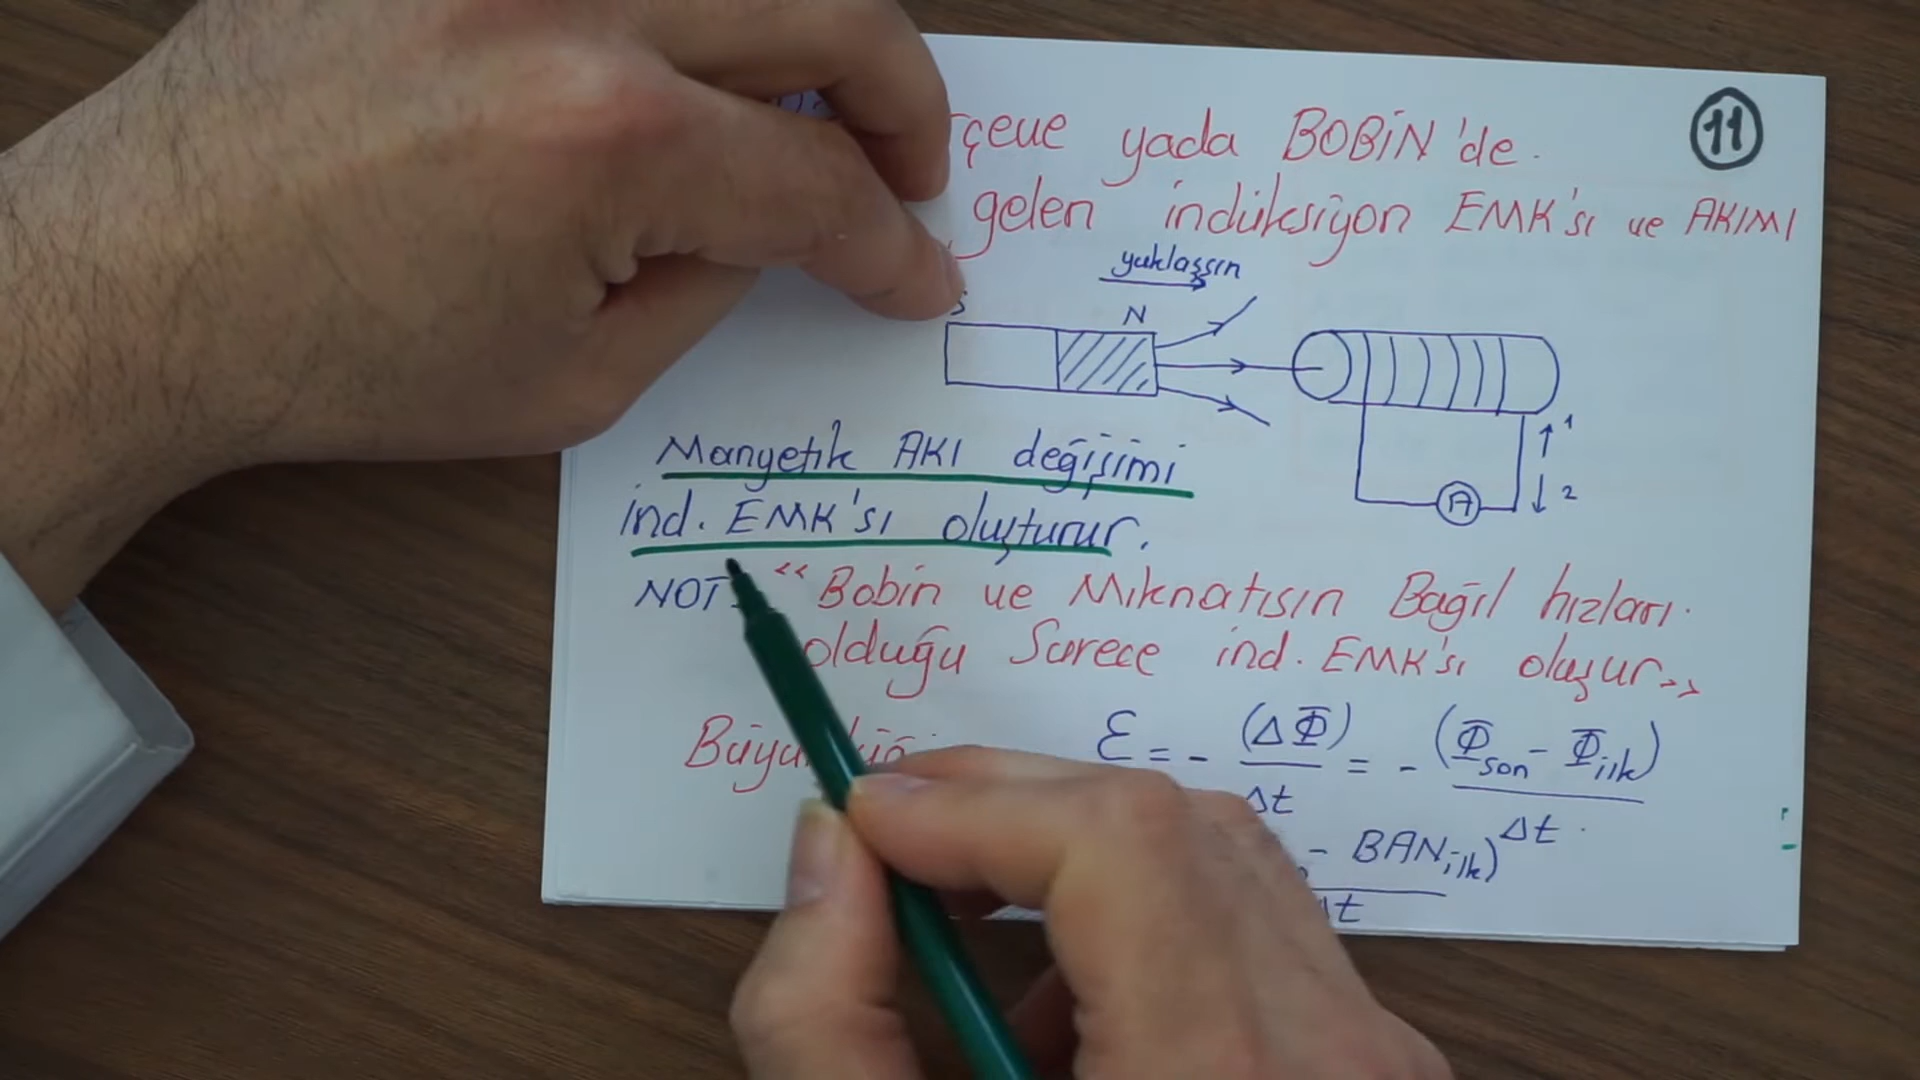 11
yada BOBİN'de.
gelen indüksiyon EMK'sı ve AKIMI
yaklaşsın
S N
Manyetik AKI değişimi
1
ind. EMK'sı oluşturur.
A 2
NOT: “Bobin ve Mıknatısın Bağıl hızları.
olduğu Sürece ind. EMK'sı oluşur”
ε = - (ΔΦ)/Δt = - (Φson - Φilk)/Δt
- BANilk)
Δt